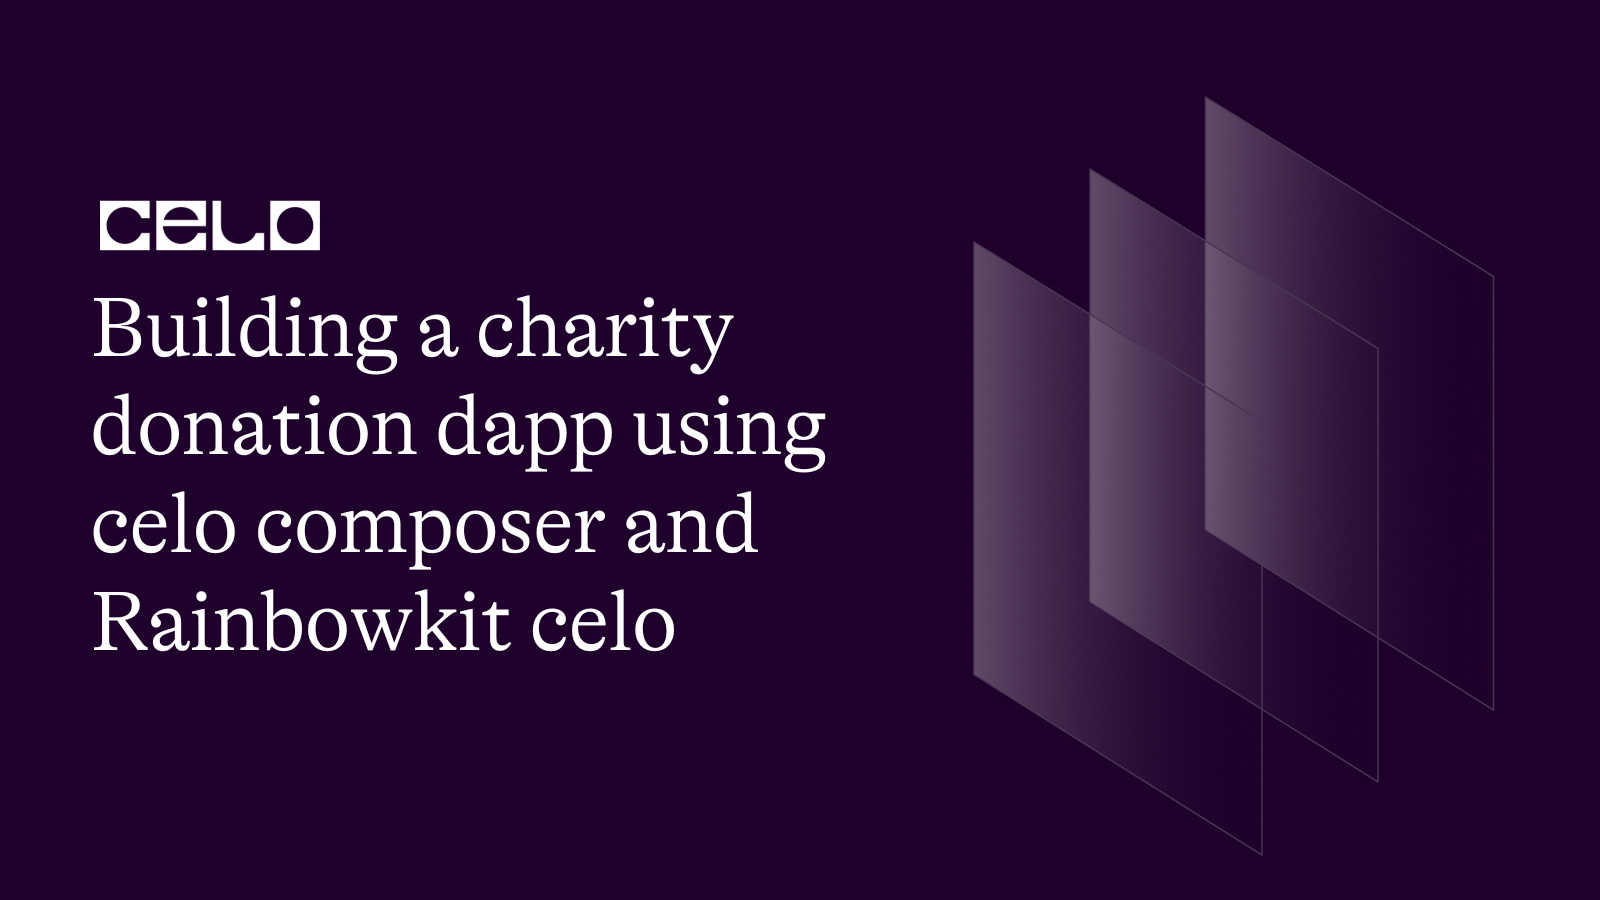 CELO
Building a charity
donation dapp using
celo composer and
Rainbowkit celo